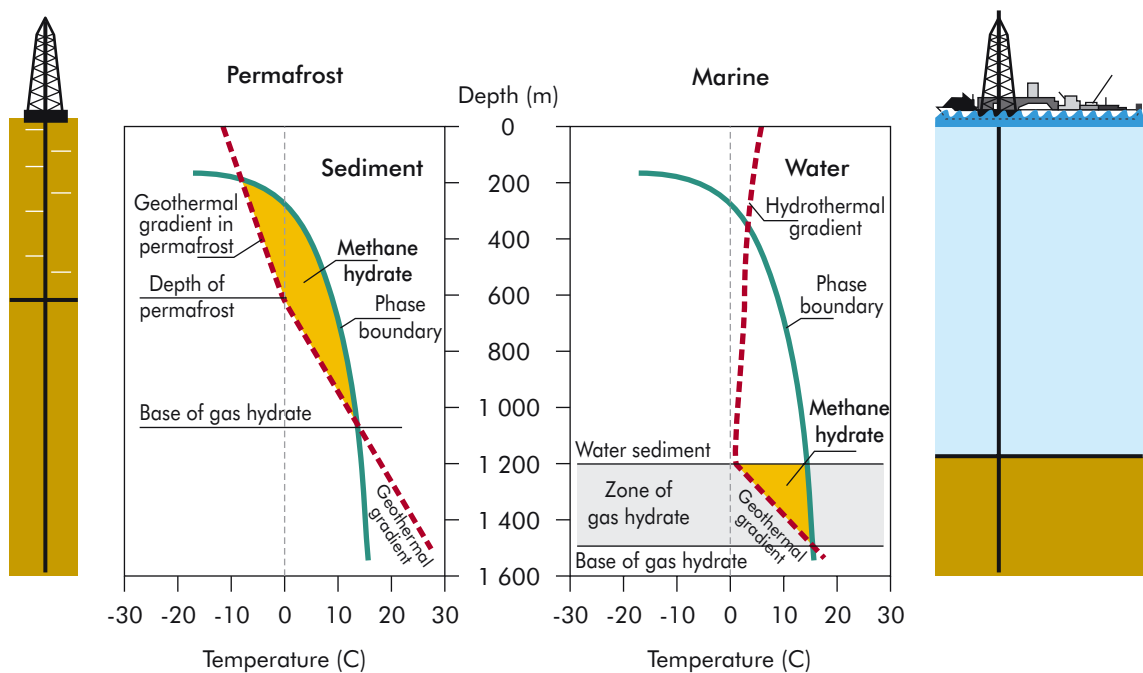 Permafrost
Marine
Depth (m)
0
200
400
600
800
1 000
1 200
1 400
1 600
Sediment
Geothermal
gradient in
permafrost
Methane
hydrate
Depth of
permafrost
Phase
boundary
Base of gas hydrate
Geothermal
gradient
-30
-20
-10
0
10
20
30
Temperature (C)
Water
Hydrothermal
gradient
Phase
boundary
Methane
hydrate
Water sediment
Zone of
gas hydrate
Geothermal
gradient
Base of gas hydrate
-30
-20
-10
0
10
20
30
Temperature (C)